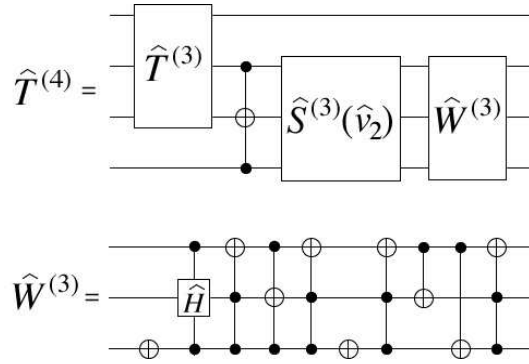 T̂⁽⁴⁾ =
T̂⁽³⁾
Ŝ⁽³⁾(v̂₂)
Ŵ⁽³⁾
Ŵ⁽³⁾ =
Ĥ